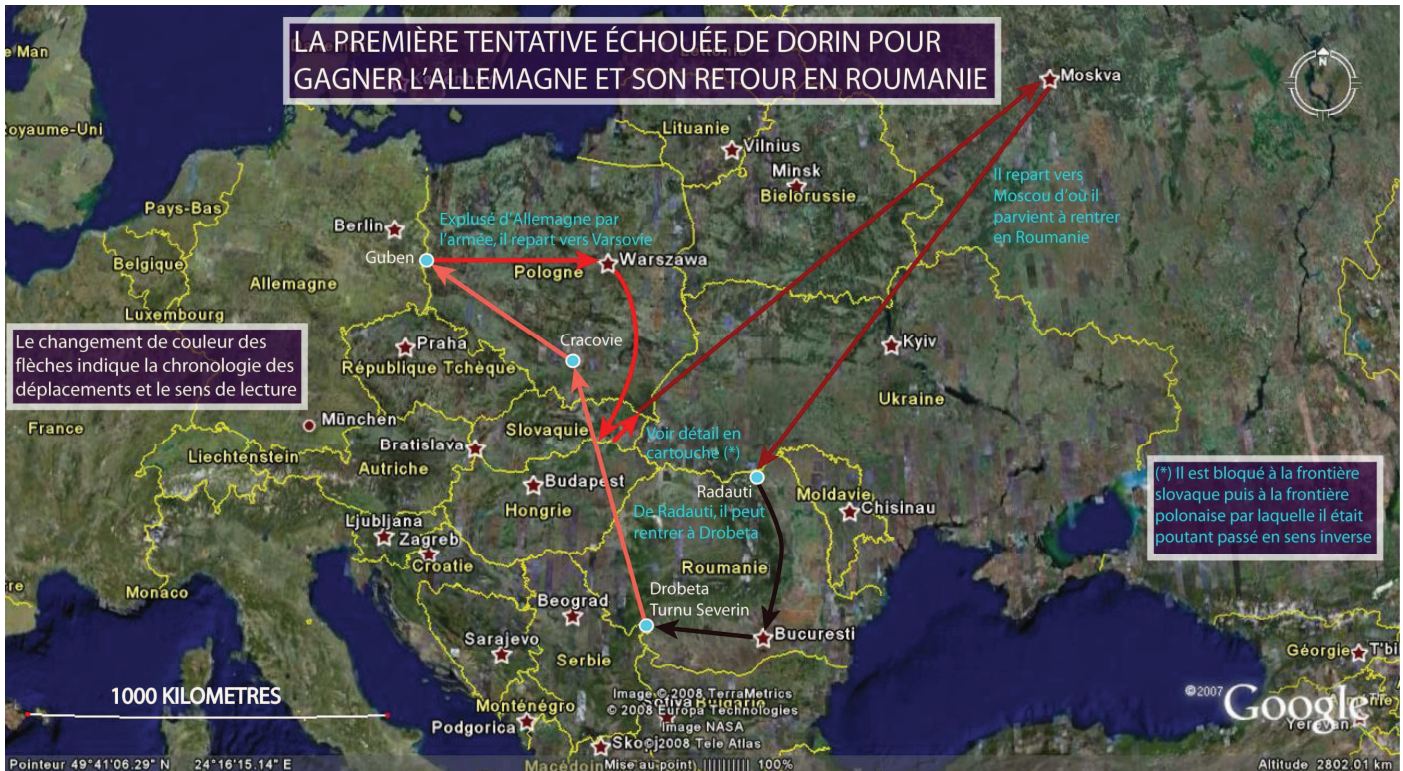 LA PREMIÈRE TENTATIVE ÉCHOUÉE DE DORIN POUR
GAGNER L'ALLEMAGNE ET SON RETOUR EN ROUMANIE
e Man
Moskva
N
oyaume-Uni
Lituanie
Vilnius
Minsk
Bielorussie
Il repart vers
Moscou d'où il
parvient à rentrer
en Roumanie
Pays-Bas
Berlin
Explusé d'Allemagne par
l'armée, il repart vers Varsovie
Guben
Warszawa
Pologne
Belgique
Allemagne
Luxembourg
Le changement de couleur des
flèches indique la chronologie des
déplacements et le sens de lecture
Praha
République Tchèque
Cracovie
Kyiv
Ukraine
France
München
Slovaquie
Bratislava
Liechtenstein
Autriche
Voir détail en
cartouche (*)
Budapest
Hongrie
Radauti
De Radauti, il peut
rentrer à Drobeta
Moldavie
Chisinau
(*) Il est bloqué à la frontière
slovaque puis à la frontière
polonaise par laquelle il était
poutant passé en sens inverse
Ljubljana
Zagreb
Croatie
Roumanie
Monaco
Beograd
Drobeta
Turnu Severin
Bucuresti
Sarajevo
Serbie
Géorgie
T'bi
1000 KILOMETRES
Monténégro
Podgorica
Image © 2008 TerraMetrics
© 2008 Europa Technologies
Image NASA
©2008 Tele Atlas
Skopj
Macédoin
©2007
Google
Yerevan
Pointeur 49°41'06.29" N 24°16'15.14" E
Mise au point |||||||||| 100%
Altitude 2802.01 km